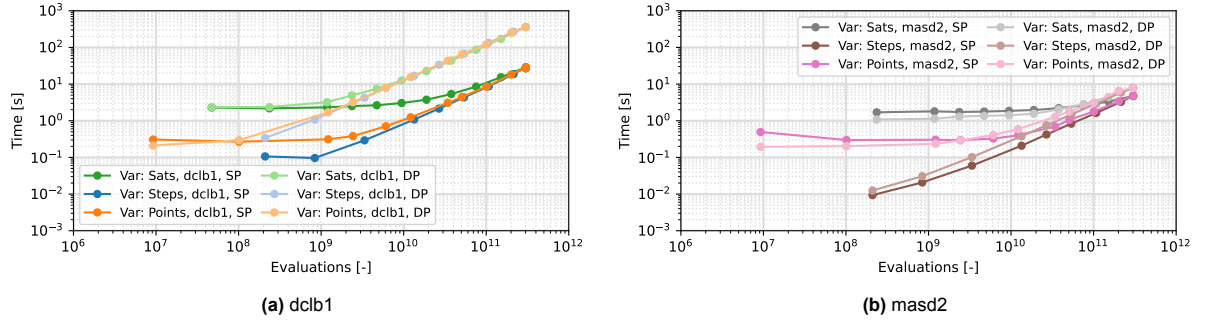 10³
10²
10¹
10⁰
10⁻¹
10⁻²
10⁻³
Time [s]
Var: Sats, dclb1, SP
Var: Steps, dclb1, SP
Var: Points, dclb1, SP
Var: Sats, dclb1, DP
Var: Steps, dclb1, DP
Var: Points, dclb1, DP
10⁶ 10⁷ 10⁸ 10⁹ 10¹⁰ 10¹¹ 10¹²
Evaluations [-]
(a) dclb1
10³
10²
10¹
10⁰
10⁻¹
10⁻²
10⁻³
Time [s]
Var: Sats, masd2, SP
Var: Steps, masd2, SP
Var: Points, masd2, SP
Var: Sats, masd2, DP
Var: Steps, masd2, DP
Var: Points, masd2, DP
10⁶ 10⁷ 10⁸ 10⁹ 10¹⁰ 10¹¹ 10¹²
Evaluations [-]
(b) masd2